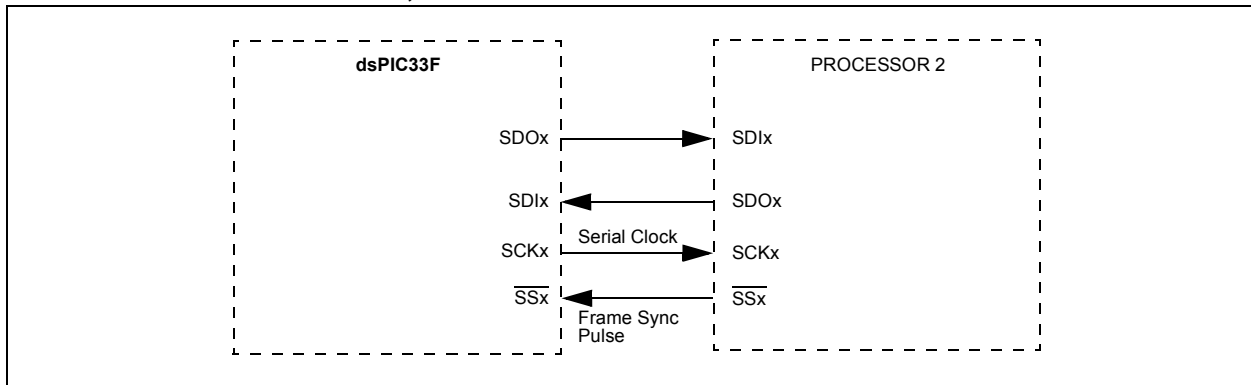 dsPIC33F PROCESSOR 2
SDOx SDIx
SDIx SDOx
Serial Clock
SCKx SCKx
SSx SSx
Frame Sync
Pulse